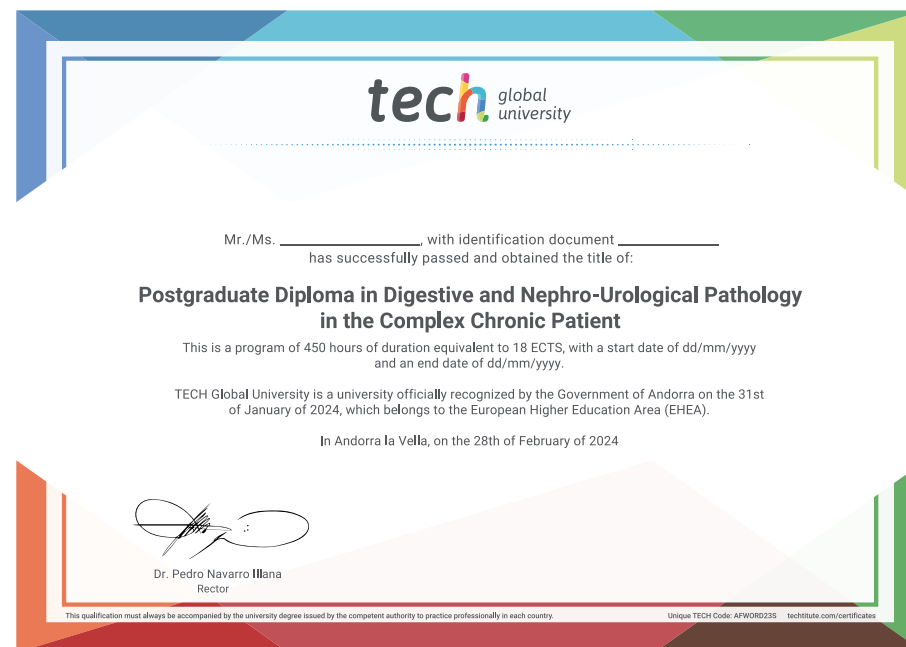 tech global
university
Mr./Ms. ____________, with identification document ____________
has successfully passed and obtained the title of:
Postgraduate Diploma in Digestive and Nephro-Urological Pathology
in the Complex Chronic Patient
This is a program of 450 hours of duration equivalent to 18 ECTS, with a start date of dd/mm/yyyy
and an end date of dd/mm/yyyy.
TECH Global University is a university officially recognized by the Government of Andorra on the 31st
of January of 2024, which belongs to the European Higher Education Area (EHEA).
In Andorra la Vella, on the 28th of February of 2024
Dr. Pedro Navarro Illana
Rector
This qualification must always be accompanied by the university degree issued by the competent authority to practice professionally in each country.
Unique TECH Code: AFWORD23S techtitute.com/certificates